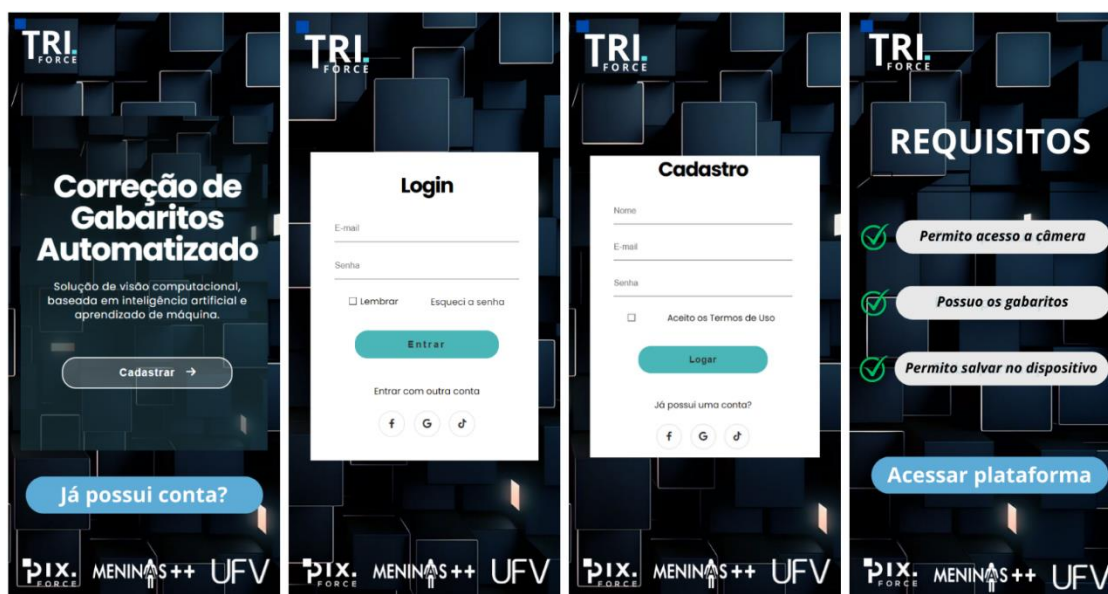 TRI.
FORCE
Correção de
Gabaritos
Automatizado
Solução de visão computacional,
baseada em inteligência artificial e
aprendizado de máquina.
Cadastrar →
Já possui conta?
PIX.
FORCE
MENINAS++
UFV
TRI.
FORCE
Login
E-mail
Senha
Lembrar
Esqueci a senha
Entrar
Entrar com outra conta
f
G
PIX.
FORCE
MENINAS++
UFV
TRI.
FORCE
Cadastro
Nome
E-mail
Senha
Aceito os Termos de Uso
Logar
Já possui uma conta?
f
G
PIX.
FORCE
MENINAS++
UFV
TRI.
FORCE
REQUISITOS
Permito acesso a câmera
Possuo os gabaritos
Permito salvar no dispositivo
Acessar plataforma
PIX.
FORCE
MENINAS++
UFV